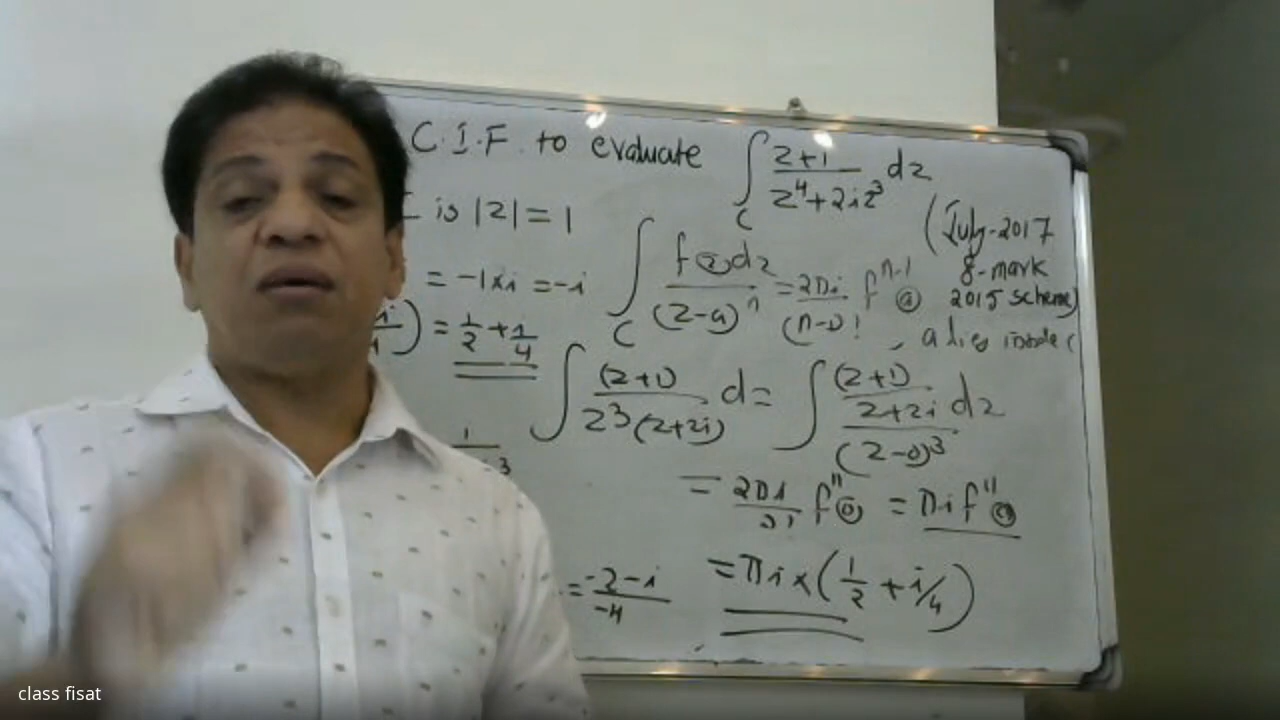 C.I.F. to evaluate ∫_C (z+1)/(z⁴+2iz³) dz
is |z|=1
(July-2017
8-mark
2015 scheme)
= -1×i = -i
∫_C f(z)dz/(z-a)ⁿ = 2πi/(n-1)! fⁿ⁻¹(a)
, a lies inside C
) = 1/2 + i/4
∫ (z+1)/(z³(z+2i)) d = ∫ ((z+1)/(z+2i))/(z-0)³ dz
= 2πi/2! f''(0) = πi f''(0)
= (-2-i)/-4
= πi × (1/2 + i/4)
class fisat